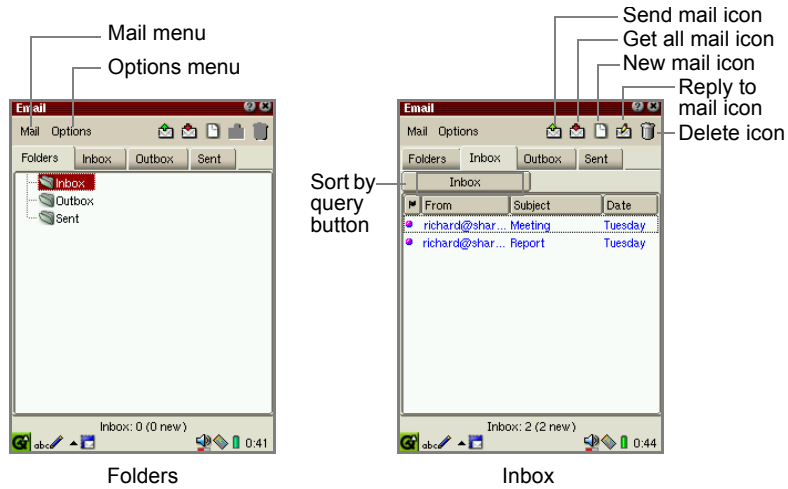 Mail menu
Options menu
Email
Mail Options
Folders Inbox Outbox Sent
Inbox
Outbox
Sent
Inbox: 0 (0 new)
abc 0:41
Folders
Send mail icon
Get all mail icon
New mail icon
Reply to
mail icon
Delete icon
Sort by
query
button
Email
Mail Options
Folders Inbox Outbox Sent
Inbox
From Subject Date
richard@shar... Meeting Tuesday
richard@shar... Report Tuesday
Inbox: 2 (2 new)
abc 0:44
Inbox